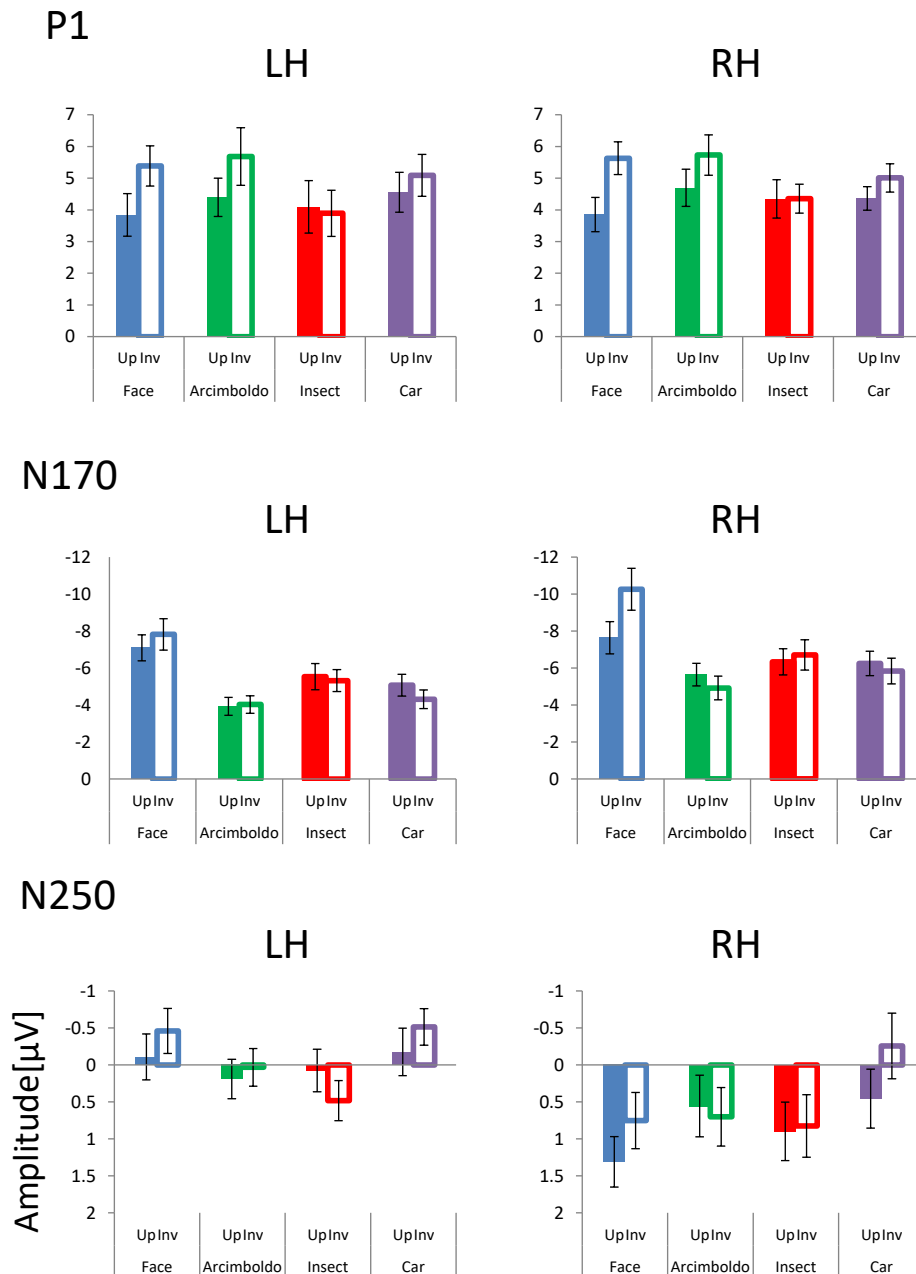 P1
LH
RH
7
6
5
4
3
2
1
0
Up Inv Up Inv Up Inv Up Inv
Face Arcimboldo Insect Car
7
6
5
4
3
2
1
0
Up Inv Up Inv Up Inv Up Inv
Face Arcimboldo Insect Car
N170
LH
RH
-12
-10
-8
-6
-4
-2
0
Up Inv Up Inv Up Inv Up Inv
Face Arcimboldo Insect Car
-12
-10
-8
-6
-4
-2
0
Up Inv Up Inv Up Inv Up Inv
Face Arcimboldo Insect Car
N250
LH
RH
Amplitude[µV]
-1
-0.5
0
0.5
1
1.5
2
Up Inv Up Inv Up Inv Up Inv
Face Arcimboldo Insect Car
-1
-0.5
0
0.5
1
1.5
2
Up Inv Up Inv Up Inv Up Inv
Face Arcimboldo Insect Car